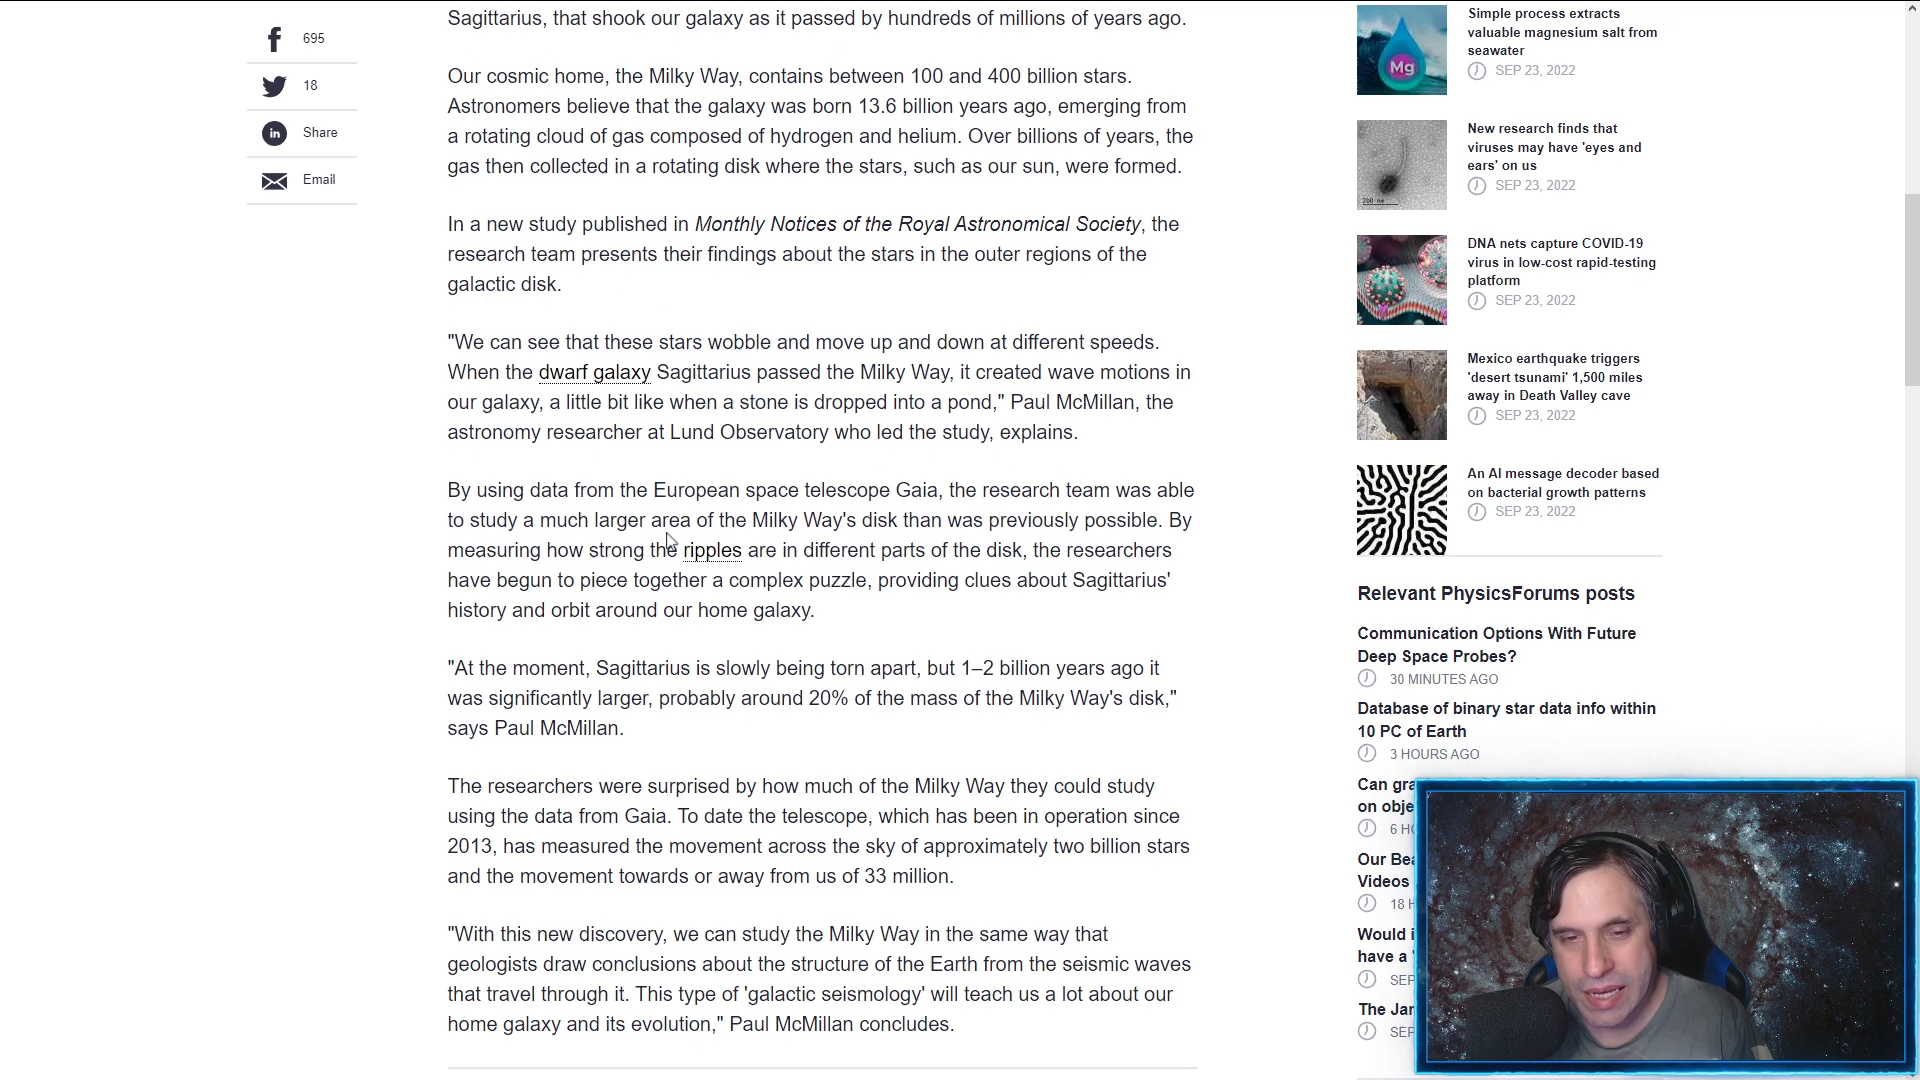 695
18
Share
Email
Sagittarius, that shook our galaxy as it passed by hundreds of millions of years ago.
Our cosmic home, the Milky Way, contains between 100 and 400 billion stars.
Astronomers believe that the galaxy was born 13.6 billion years ago, emerging from
a rotating cloud of gas composed of hydrogen and helium. Over billions of years, the
gas then collected in a rotating disk where the stars, such as our sun, were formed.
In a new study published in Monthly Notices of the Royal Astronomical Society, the
research team presents their findings about the stars in the outer regions of the
galactic disk.
"We can see that these stars wobble and move up and down at different speeds.
When the dwarf galaxy Sagittarius passed the Milky Way, it created wave motions in
our galaxy, a little bit like when a stone is dropped into a pond," Paul McMillan, the
astronomy researcher at Lund Observatory who led the study, explains.
By using data from the European space telescope Gaia, the research team was able
to study a much larger area of the Milky Way's disk than was previously possible. By
measuring how strong the ripples are in different parts of the disk, the researchers
have begun to piece together a complex puzzle, providing clues about Sagittarius'
history and orbit around our home galaxy.
"At the moment, Sagittarius is slowly being torn apart, but 1–2 billion years ago it
was significantly larger, probably around 20% of the mass of the Milky Way's disk,"
says Paul McMillan.
The researchers were surprised by how much of the Milky Way they could study
using the data from Gaia. To date the telescope, which has been in operation since
2013, has measured the movement across the sky of approximately two billion stars
and the movement towards or away from us of 33 million.
"With this new discovery, we can study the Milky Way in the same way that
geologists draw conclusions about the structure of the Earth from the seismic waves
that travel through it. This type of 'galactic seismology' will teach us a lot about our
home galaxy and its evolution," Paul McMillan concludes.
Mg
Simple process extracts
valuable magnesium salt from
seawater
SEP 23, 2022
200 nm
New research finds that
viruses may have 'eyes and
ears' on us
SEP 23, 2022
DNA nets capture COVID-19
virus in low-cost rapid-testing
platform
SEP 23, 2022
Mexico earthquake triggers
'desert tsunami' 1,500 miles
away in Death Valley cave
SEP 23, 2022
An AI message decoder based
on bacterial growth patterns
SEP 23, 2022
Relevant PhysicsForums posts
Communication Options With Future
Deep Space Probes?
30 MINUTES AGO
Database of binary star data info within
10 PC of Earth
3 HOURS AGO
Can gra
on obje
6 HO
Our Bea
Videos
18 H
Would i
have a '
SEP
The Jar
SEP